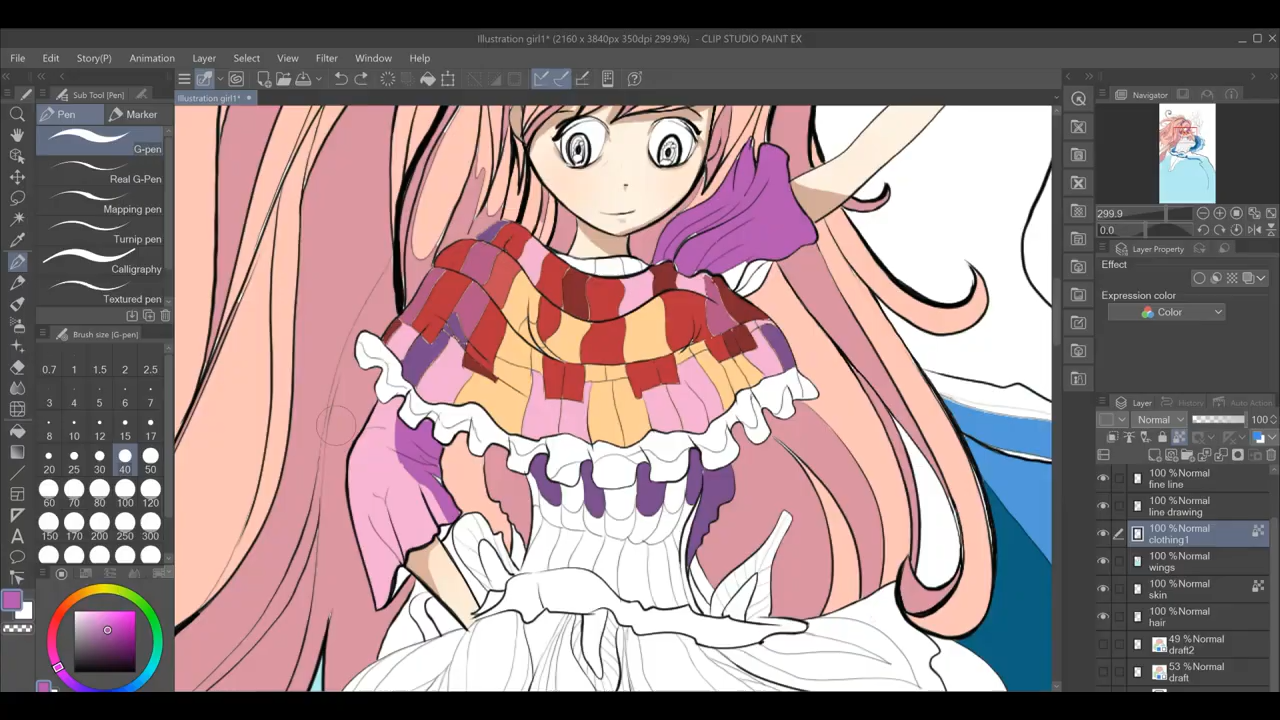 Illustration girl1* (2160 x 3840px 350dpi 299.9%) - CLIP STUDIO PAINT EX
File Edit Story(P) Animation Layer Select View Filter Window Help
Sub Tool [Pen]
Illustration girl1*
Navigator
Pen Marker
G-pen
Real G-Pen
Mapping pen
Turnip pen
Calligraphy
Textured pen
Brush size [G-pen]
0.7 1 1.5 2 2.5
3 4 5 6 7
8 10 12 15 17
20 25 30 40 50
60 70 80 100 120
150 170 200 250 300
299.9
0.0
Layer Property
Effect
Expression color
Color
Layer History Auto Action
Normal 100
100 %Normal
fine line
100 %Normal
line drawing
100 %Normal
clothing1
100 %Normal
wings
100 %Normal
skin
100 %Normal
hair
49 %Normal
draft2
53 %Normal
draft